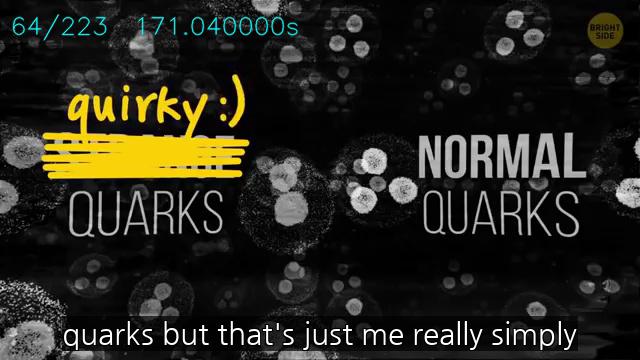 64/223 171.040000s
BRIGHT
SIDE
quirky :)
QUARKS
NORMAL
QUARKS
quarks but that's just me really simply